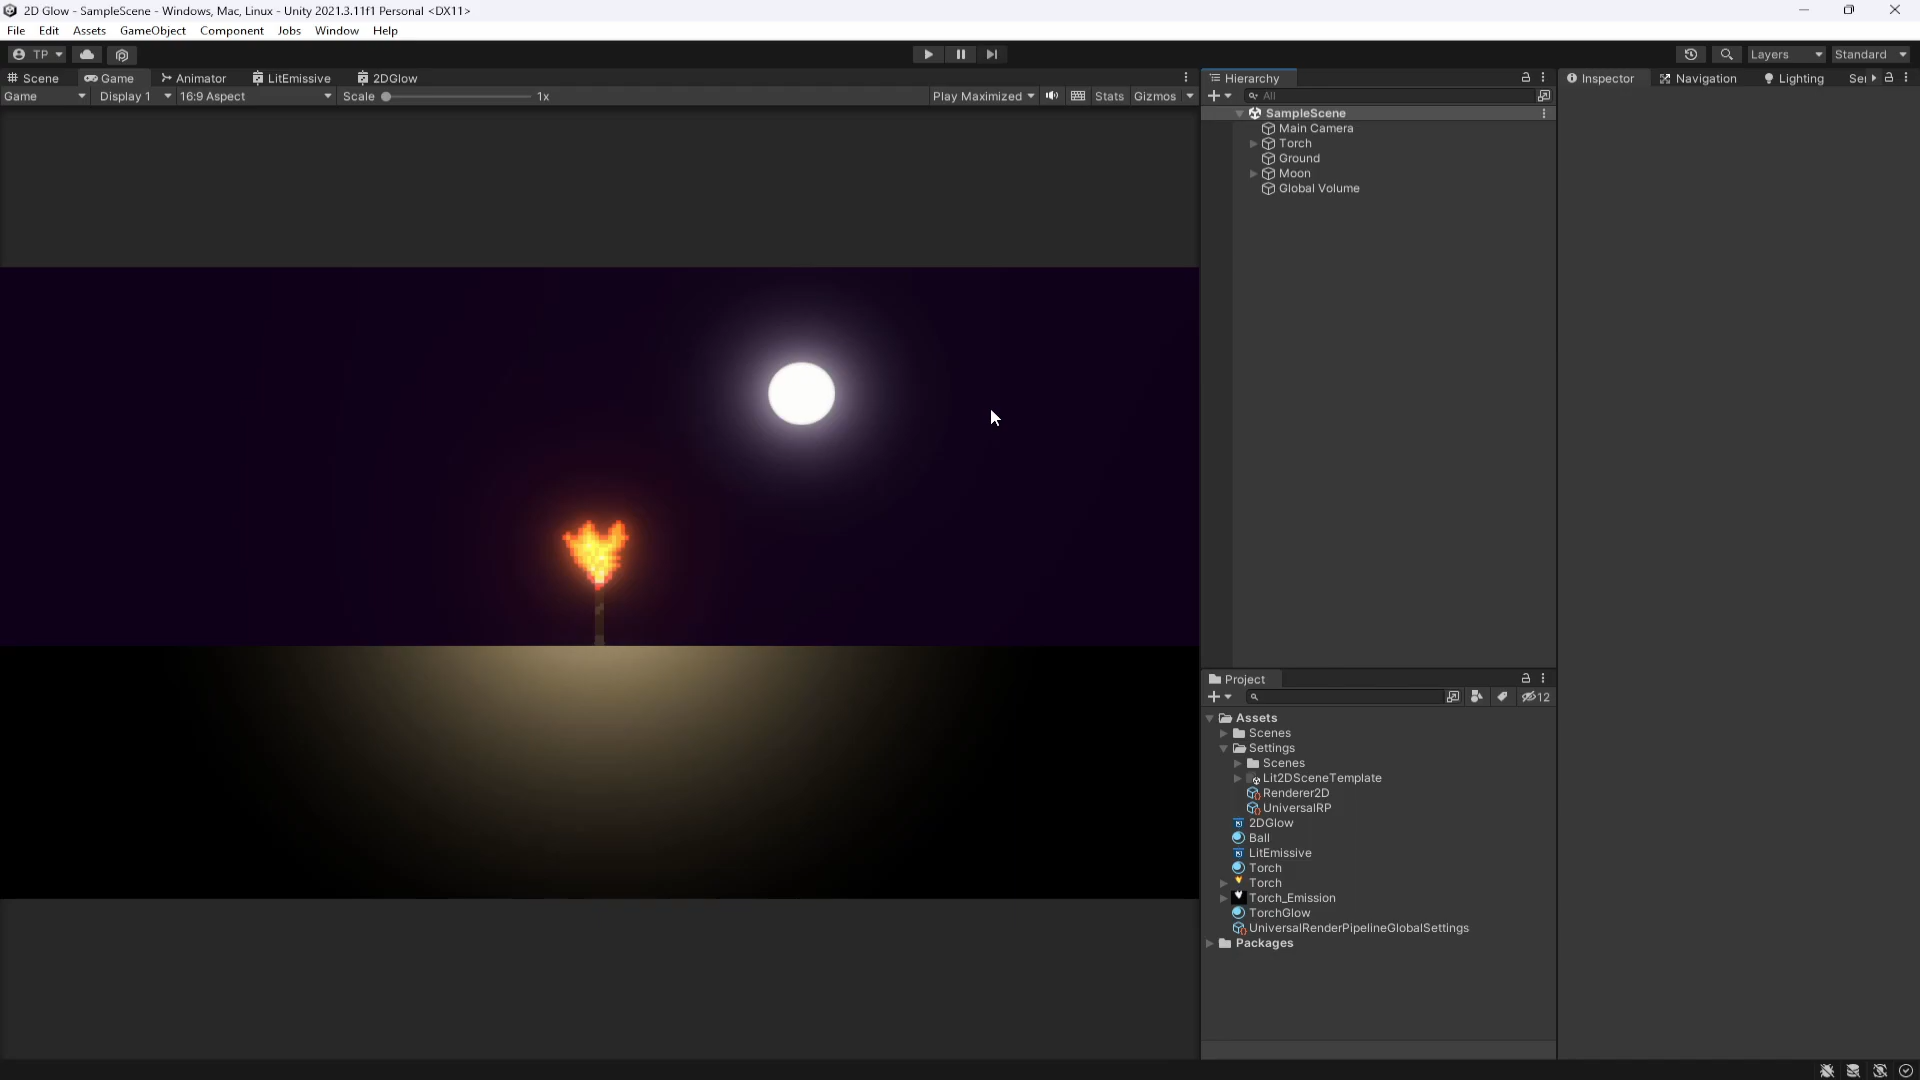 2D Glow - SampleScene - Windows, Mac, Linux - Unity 2021.3.11f1 Personal <DX11>
File Edit Assets GameObject Component Jobs Window Help
TP Layers Standard
Scene Game Animator LitEmissive 2DGlow
Game Display 1 16:9 Aspect Scale 1x Play Maximized Stats Gizmos
Hierarchy
All
SampleScene
Main Camera
Torch
Ground
Moon
Global Volume
Inspector Navigation Lighting Ser
Project
12
Assets
Scenes
Settings
Scenes
Lit2DSceneTemplate
Renderer2D
UniversalRP
2DGlow
Ball
LitEmissive
Torch
Torch
Torch_Emission
TorchGlow
UniversalRenderPipelineGlobalSettings
Packages